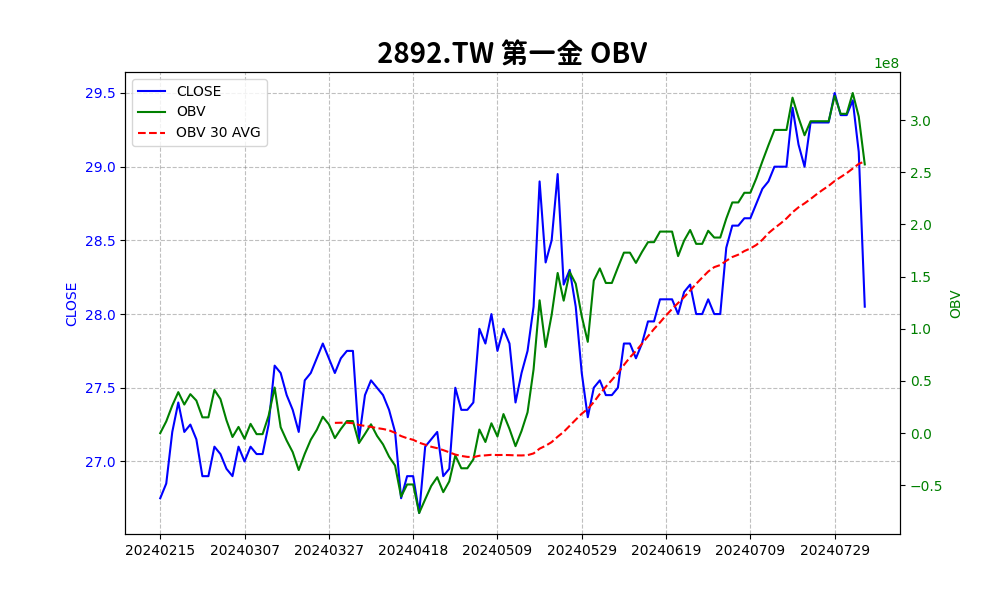 2892.TW 第一金 OBV
1e8
CLOSE
OBV
OBV 30 AVG
29.5
29.0
28.5
28.0
27.5
27.0
CLOSE
3.0
2.5
2.0
1.5
1.0
0.5
0.0
−0.5
OBV
20240215 20240307 20240327 20240418 20240509 20240529 20240619 20240709 20240729